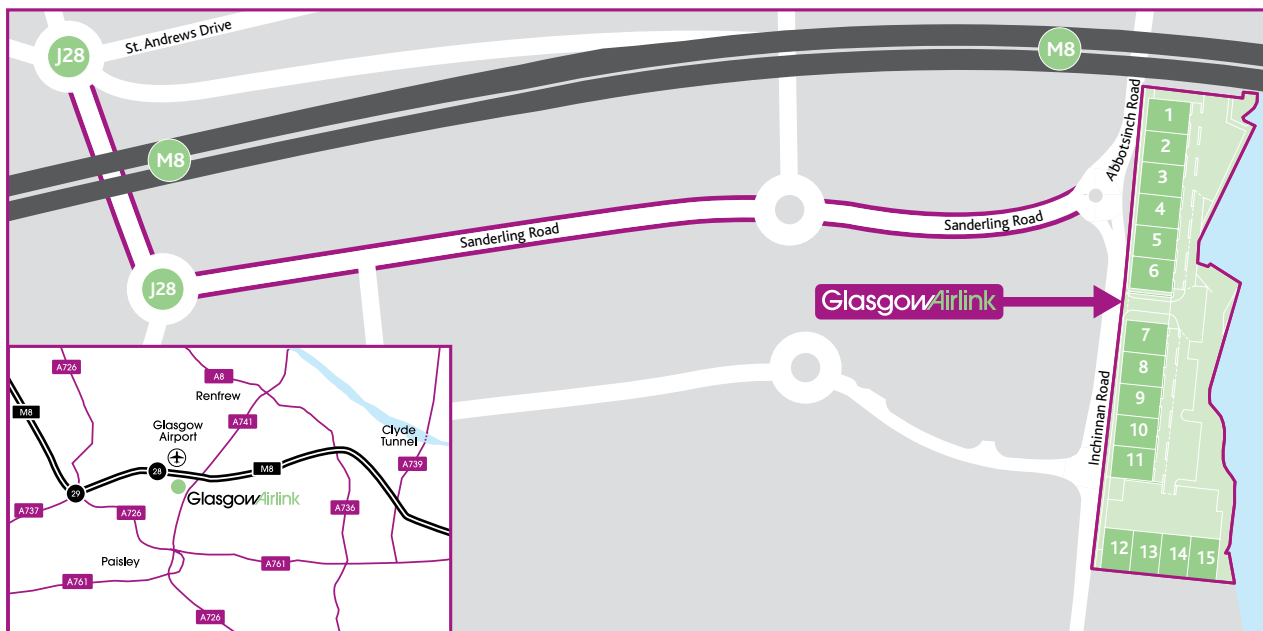 St. Andrews Drive
J28
M8
M8
Abbotsinch Road
J28
Sanderling Road
Sanderling Road
GlasgowAirlink
Inchinnan Road
1
2
3
4
5
6
7
8
9
10
11
12
13
14
15
A726
A8
Renfrew
M8
A741
Glasgow
Airport
Clyde
Tunnel
A739
28
M8
29
GlasgowAirlink
A737
A726
A736
Paisley
A761
A761
A726